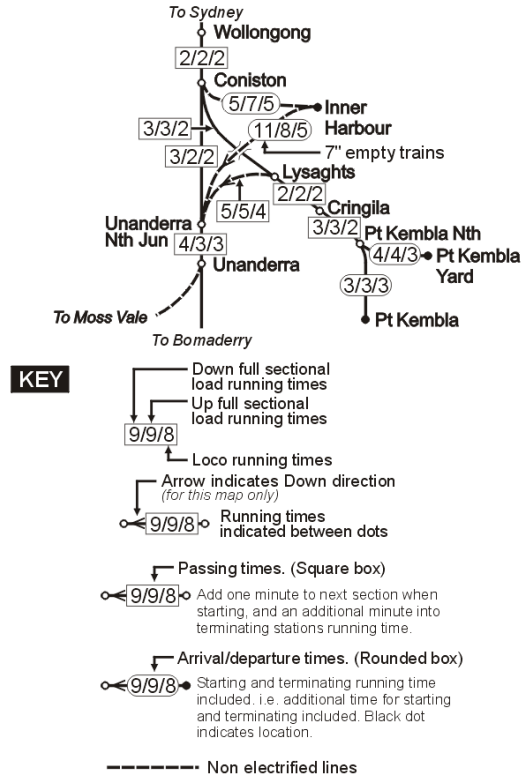 To Sydney
Wollongong
2/2/2
Coniston
5/7/5
Inner
Harbour
3/3/2
11/8/5
7" empty trains
3/2/2
Lysaghts
2/2/2
5/5/4
Cringila
3/3/2
Unanderra
Nth Jun
4/3/3
Pt Kembla Nth
4/4/3
Pt Kembla
Yard
Unanderra
3/3/3
To Moss Vale
Pt Kembla
To Bomaderry
KEY
Down full sectional
load running times
Up full sectional
load running times
9/9/8
Loco running times
Arrow indicates Down direction
(for this map only)
9/9/8
Running times
indicated between dots
Passing times. (Square box)
9/9/8
Add one minute to next section when
starting, and an additional minute into
terminating stations running time.
Arrival/departure times. (Rounded box)
9/9/8
Starting and terminating running time
included. i.e. additional time for starting
and terminating included. Black dot
indicates location.
Non electrified lines